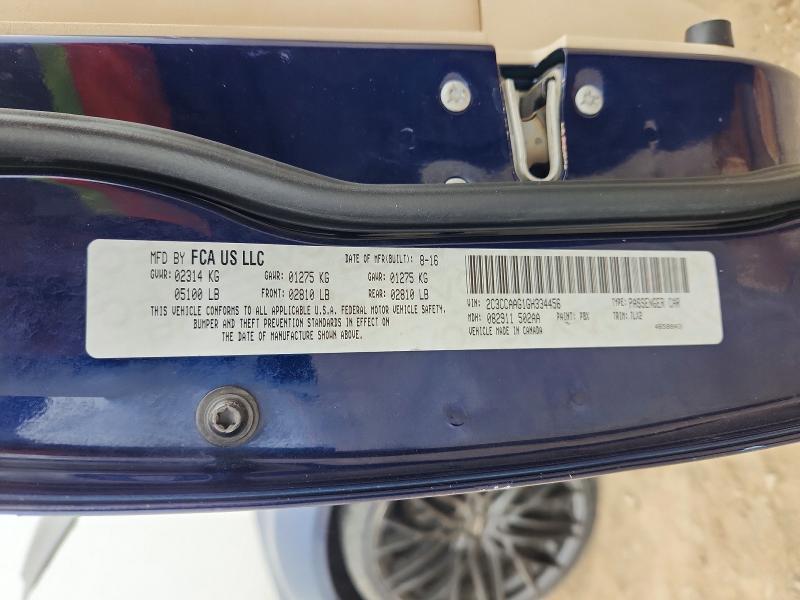 MFD BY FCA US LLC DATE OF MFR(BUILT): 8-16
GVWR: 02314 KG GAWR: 01275 KG GAWR: 01275 KG
05100 LB FRONT: 02810 LB REAR: 02810 LB
THIS VEHICLE CONFORMS TO ALL APPLICABLE U.S.A. FEDERAL MOTOR VEHICLE SAFETY,
BUMPER AND THEFT PREVENTION STANDARDS IN EFFECT ON
THE DATE OF MANUFACTURE SHOWN ABOVE.
VIN: 2C3CCAAG1GH334456 TYPE: PASSENGER CAR
MDH: 082911 502AA PAINT: PBX TRIM: 7LX2
VEHICLE MADE IN CANADA